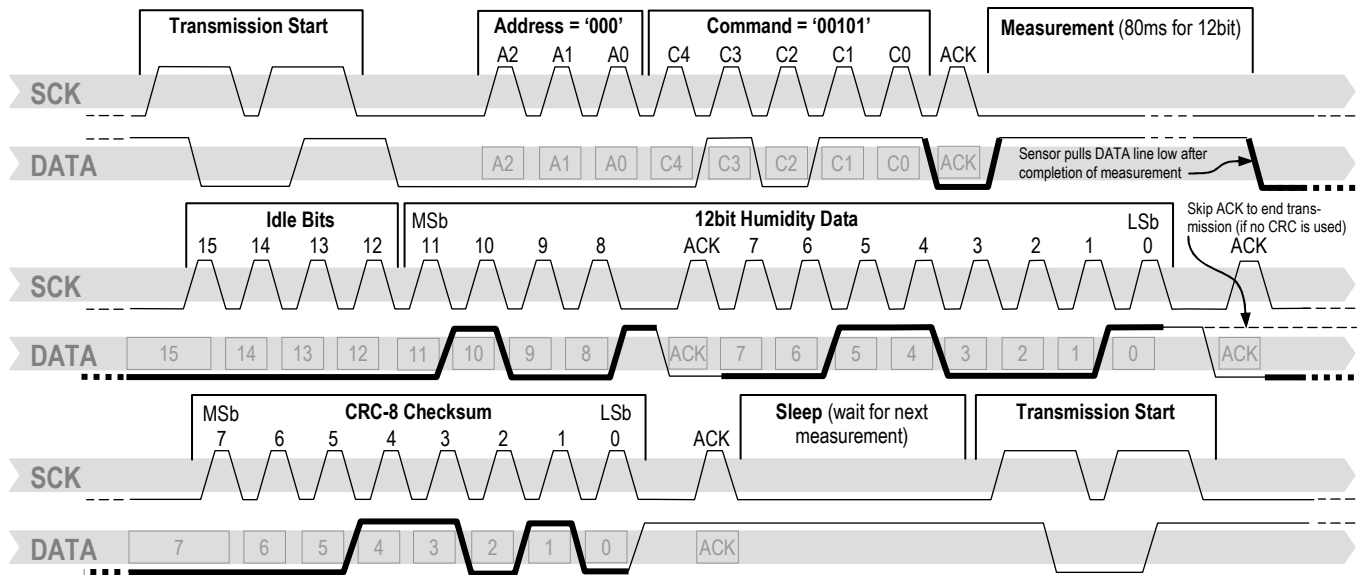 Transmission Start Address = ‘000’ Command = ‘00101’ Measurement (80ms for 12bit)
A2 A1 A0 C4 C3 C2 C1 C0 ACK
SCK
DATA A2 A1 A0 C4 C3 C2 C1 C0 ACK
Sensor pulls DATA line low after
completion of measurement
Skip ACK to end trans-
mission (if no CRC is used)
Idle Bits MSb 12bit Humidity Data LSb
15 14 13 12 11 10 9 8 ACK 7 6 5 4 3 2 1 0 ACK
SCK
DATA 15 14 13 12 11 10 9 8 ACK 7 6 5 4 3 2 1 0 ACK
MSb CRC-8 Checksum LSb Sleep (wait for next Transmission Start
measurement)
7 6 5 4 3 2 1 0 ACK
SCK
DATA 7 6 5 4 3 2 1 0 ACK